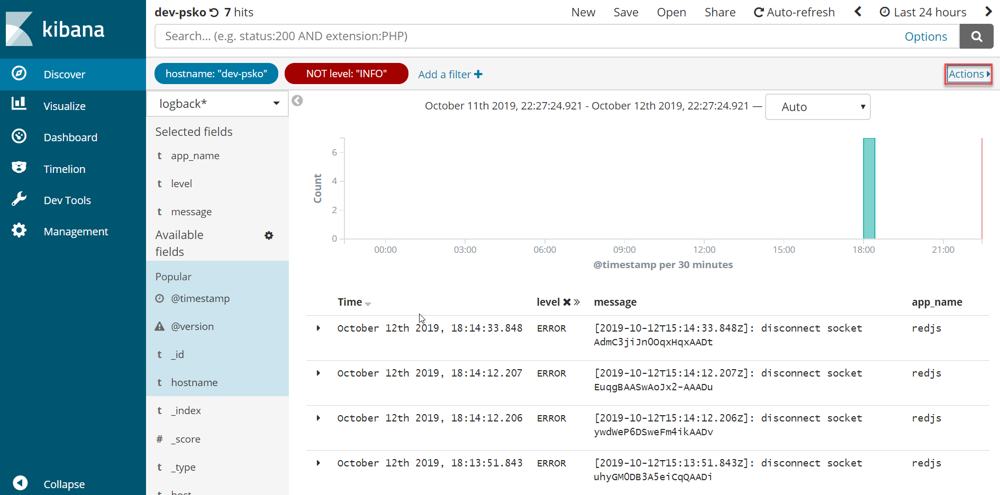 kibana
Discover
Visualize
Dashboard
Timelion
Dev Tools
Management
Collapse
dev-psko 7 hits
New Save Open Share Auto-refresh Last 24 hours
Search... (e.g. status:200 AND extension:PHP) Options
hostname: "dev-psko" NOT level: "INFO" Add a filter Actions
logback*
Selected fields
t app_name
t level
t message
Available
fields
Popular
@timestamp
@version
t _id
t hostname
t _index
# _score
t _type
t host
October 11th 2019, 22:27:24.921 - October 12th 2019, 22:27:24.921 — Auto
Count
6
4
2
0
00:00 03:00 06:00 09:00 12:00 15:00 18:00 21:00
@timestamp per 30 minutes
Time level message app_name
October 12th 2019, 18:14:33.848 ERROR [2019-10-12T15:14:33.848Z]: disconnect socket redjs
AdmC3jiJnOOqxHqxAADt
October 12th 2019, 18:14:12.207 ERROR [2019-10-12T15:14:12.207Z]: disconnect socket redjs
EuqgBAASwAoJx2-AAADu
October 12th 2019, 18:14:12.206 ERROR [2019-10-12T15:14:12.206Z]: disconnect socket redjs
ywdWeP6DSweFm4ikAADv
October 12th 2019, 18:13:51.843 ERROR [2019-10-12T15:13:51.843Z]: disconnect socket redjs
uhyGM0DB3A5eiCqQAADi